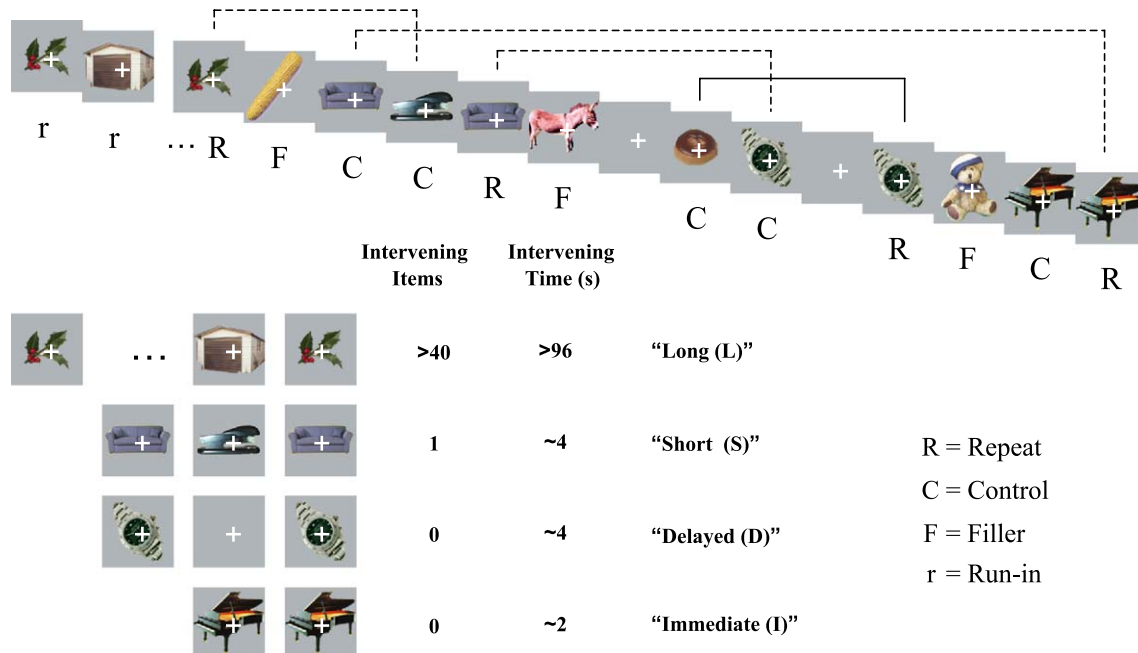 r
r
... R
F
C
C
R
F
C
C
R
F
C
R
Intervening Items
Intervening Time (s)
...
>40 >96 “Long (L)”
1 ~4 “Short (S)”
0 ~4 “Delayed (D)”
0 ~2 “Immediate (I)”
R = Repeat
C = Control
F = Filler
r = Run-in